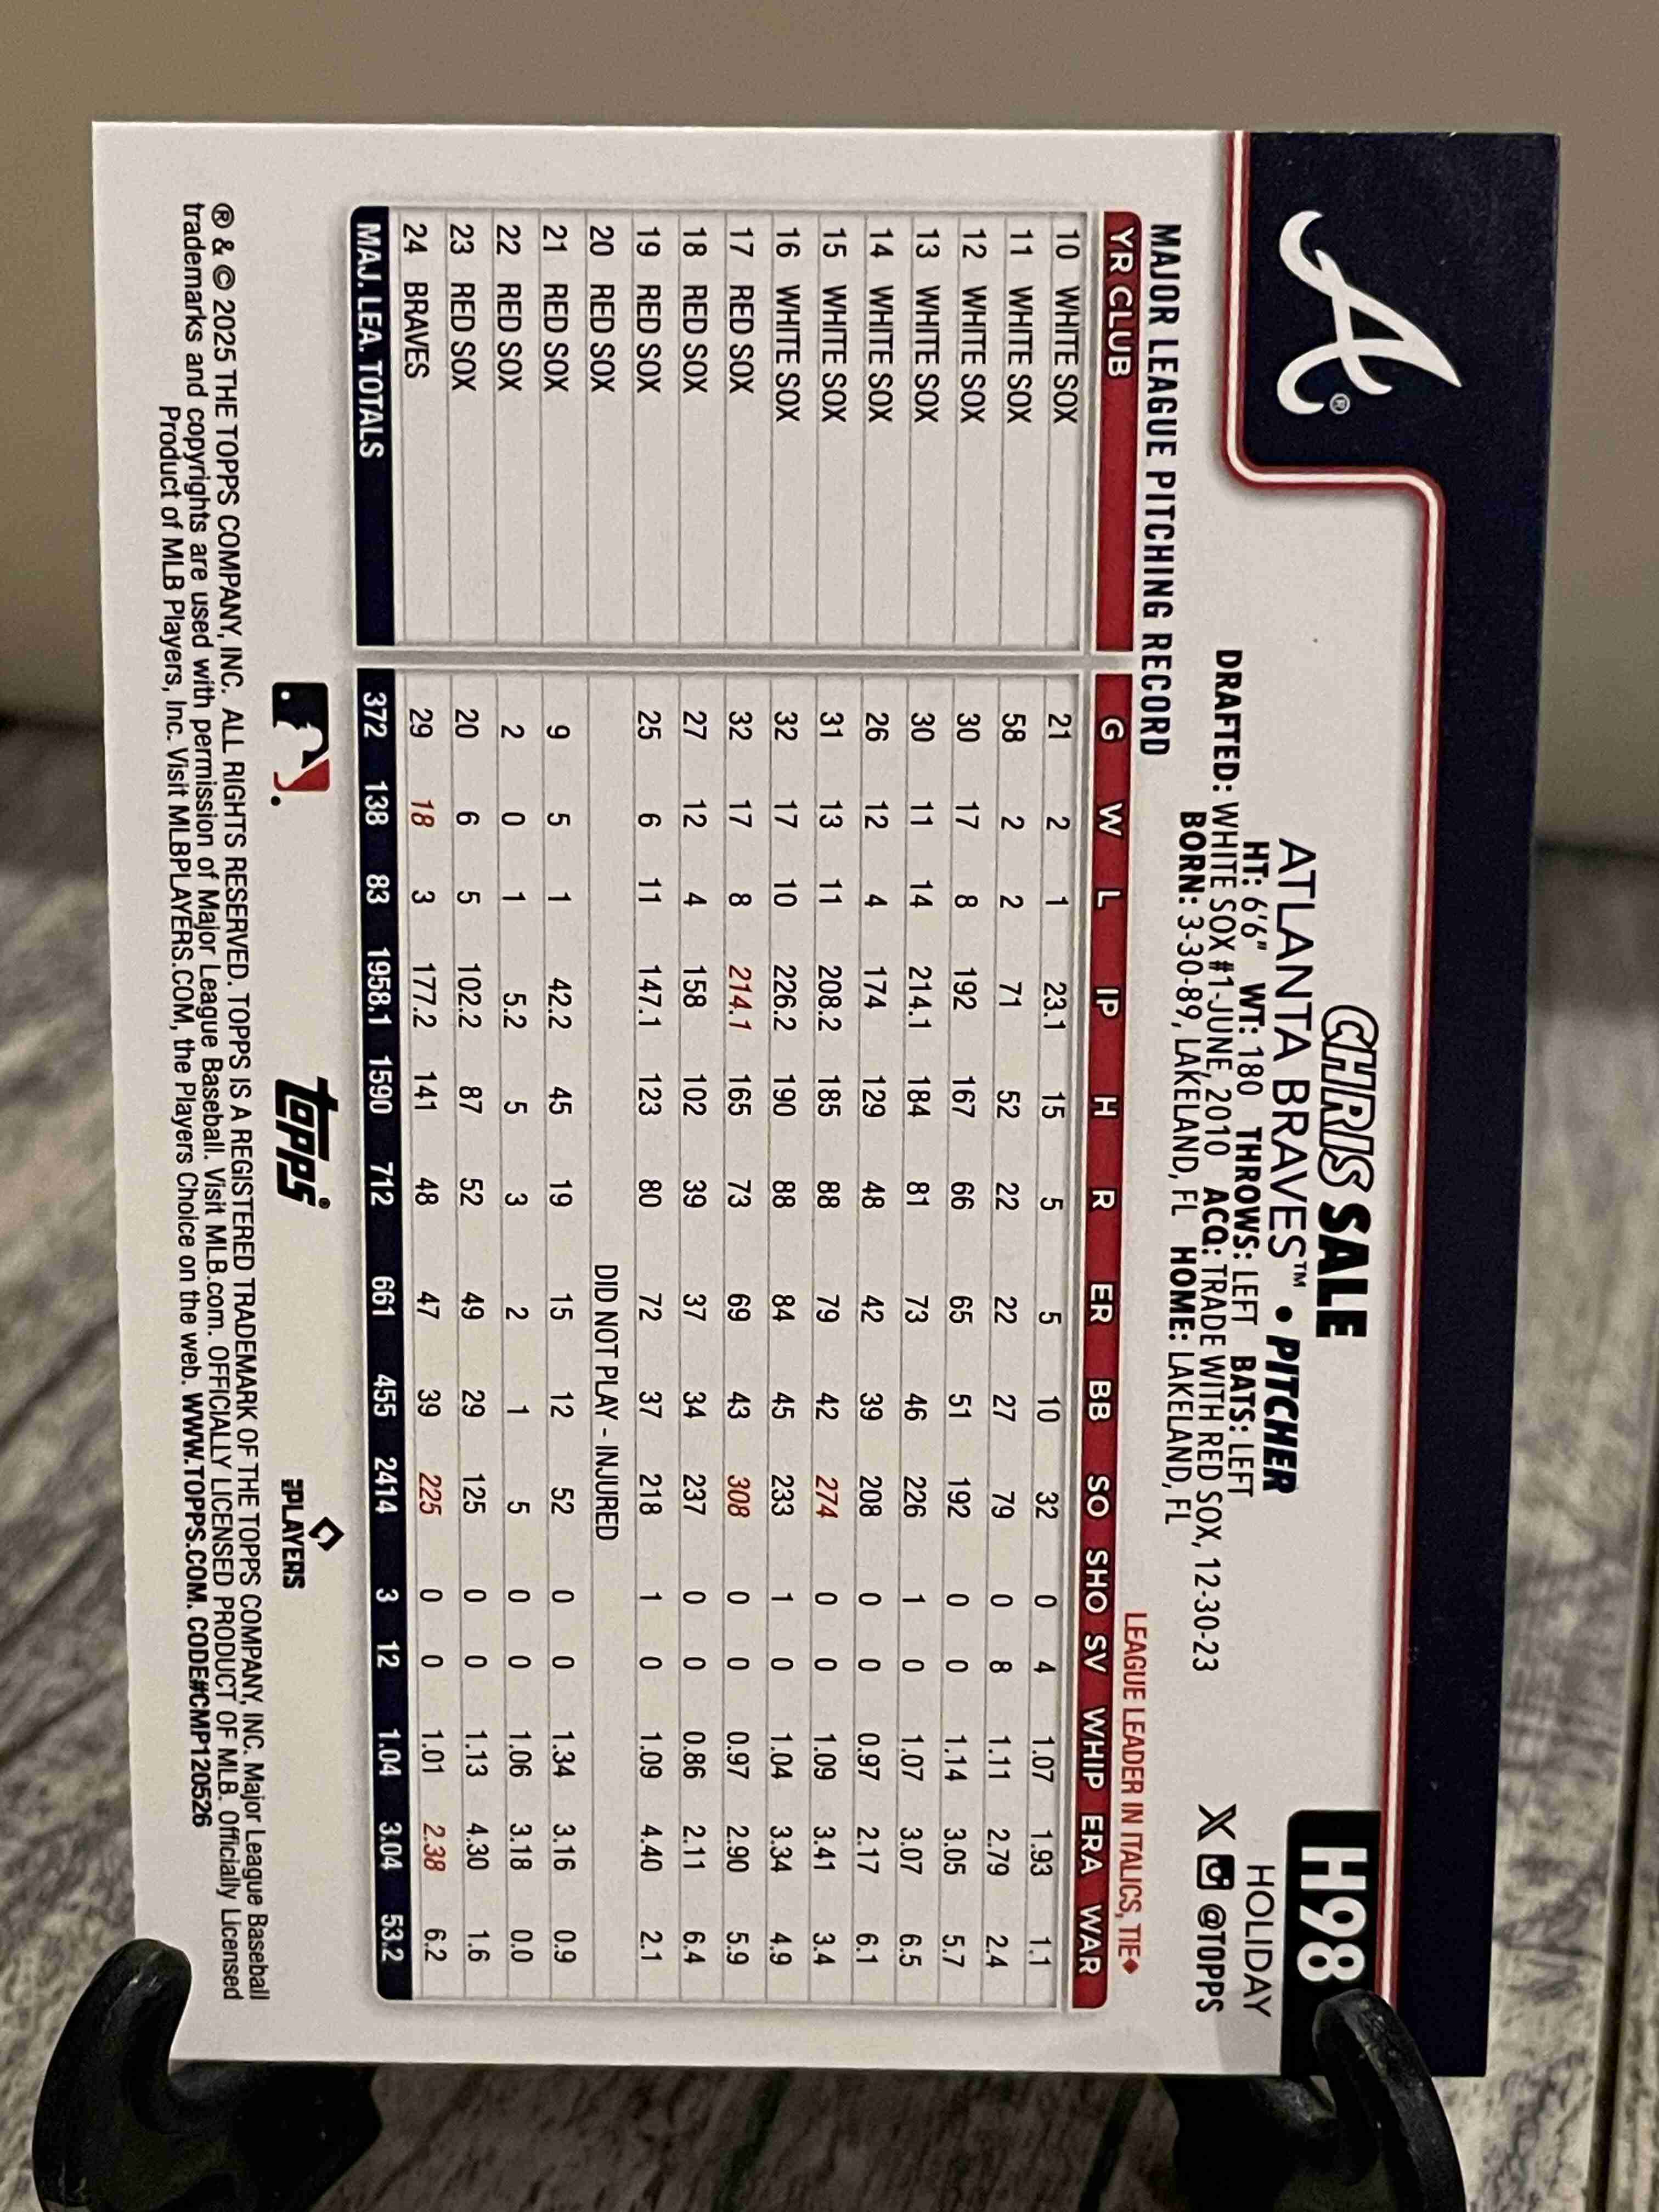 A®
H98
CHRIS SALE
ATLANTA BRAVES™ • PITCHER
HOLIDAY
HT: 6'6" WT: 180 THROWS: LEFT BATS: LEFT
X @TOPPS
DRAFTED: WHITE SOX #1-JUNE, 2010 ACQ: TRADE WITH RED SOX, 12-30-23
BORN: 3-30-89, LAKELAND, FL HOME: LAKELAND, FL
MAJOR LEAGUE PITCHING RECORD
LEAGUE LEADER IN ITALICS, TIE♦
YR CLUB G W L IP H R ER BB SO SHO SV WHIP ERA WAR
10 WHITE SOX 21 2 1 23.1 15 5 5 10 32 0 4 1.07 1.93 1.1
11 WHITE SOX 58 2 2 71 52 22 22 27 79 0 8 1.11 2.79 2.4
12 WHITE SOX 30 17 8 192 167 66 65 51 192 0 0 1.14 3.05 5.7
13 WHITE SOX 30 11 14 214.1 184 81 73 46 226 1 0 1.07 3.07 6.5
14 WHITE SOX 26 12 4 174 129 48 42 39 208 0 0 0.97 2.17 6.1
15 WHITE SOX 31 13 11 208.2 185 88 79 42 274 0 0 1.09 3.41 3.4
16 WHITE SOX 32 17 10 226.2 190 88 84 45 233 1 0 1.04 3.34 4.9
17 RED SOX 32 17 8 214.1 165 73 69 43 308 0 0 0.97 2.90 5.9
18 RED SOX 27 12 4 158 102 39 37 34 237 0 0 0.86 2.11 6.4
19 RED SOX 25 6 11 147.1 123 80 72 37 218 1 0 1.09 4.40 2.1
20 RED SOX DID NOT PLAY - INJURED
21 RED SOX 9 5 1 42.2 45 19 15 12 52 0 0 1.34 3.16 0.9
22 RED SOX 2 0 1 5.2 5 3 2 1 5 0 0 1.06 3.18 0.0
23 RED SOX 20 6 5 102.2 87 52 49 29 125 0 0 1.13 4.30 1.6
24 BRAVES 29 18 3 177.2 141 48 47 39 225 0 0 1.01 2.38 6.2
MAJ. LEA. TOTALS 372 138 83 1958.1 1590 712 661 455 2414 3 12 1.04 3.04 53.2
topps
PLAYERS
® & © 2025 THE TOPPS COMPANY, INC. ALL RIGHTS RESERVED. TOPPS IS A REGISTERED TRADEMARK OF THE TOPPS COMPANY, INC. Major League Baseball
trademarks and copyrights are used with permission of Major League Baseball. Visit MLB.com. OFFICIALLY LICENSED PRODUCT OF MLB. Officially Licensed
Product of MLB Players, Inc. Visit MLBPLAYERS.COM, the Players Choice on the web. WWW.TOPPS.COM. CODE#CMP120526